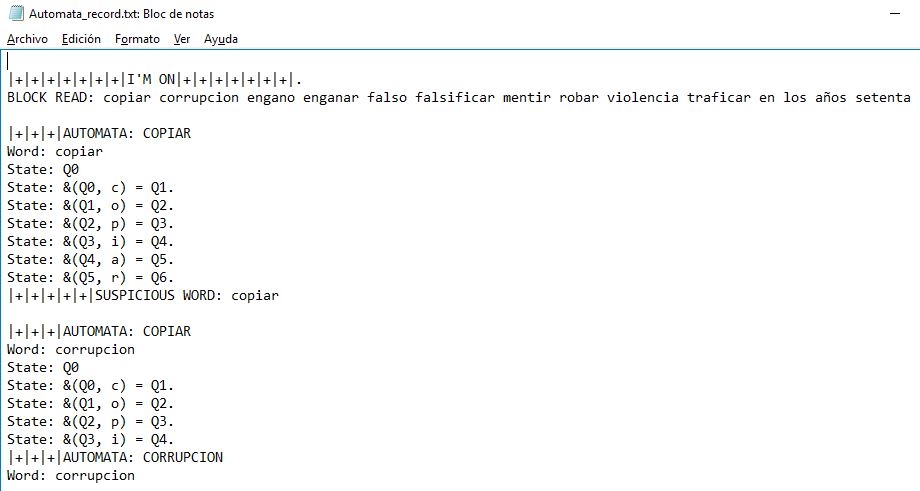 Automata_record.txt: Bloc de notas
Archivo Edición Formato Ver Ayuda
|+|+|+|+|+|+|+|I'M ON|+|+|+|+|+|+|+|.
BLOCK READ: copiar corrupcion engano enganar falso falsificar mentir robar violencia traficar en los años setenta
|+|+|+|AUTOMATA: COPIAR
Word: copiar
State: Q0
State: &(Q0, c) = Q1.
State: &(Q1, o) = Q2.
State: &(Q2, p) = Q3.
State: &(Q3, i) = Q4.
State: &(Q4, a) = Q5.
State: &(Q5, r) = Q6.
|+|+|+|+|+|SUSPICIOUS WORD: copiar
|+|+|+|AUTOMATA: COPIAR
Word: corrupcion
State: Q0
State: &(Q0, c) = Q1.
State: &(Q1, o) = Q2.
State: &(Q2, p) = Q3.
State: &(Q3, i) = Q4.
|+|+|+|AUTOMATA: CORRUPCION
Word: corrupcion